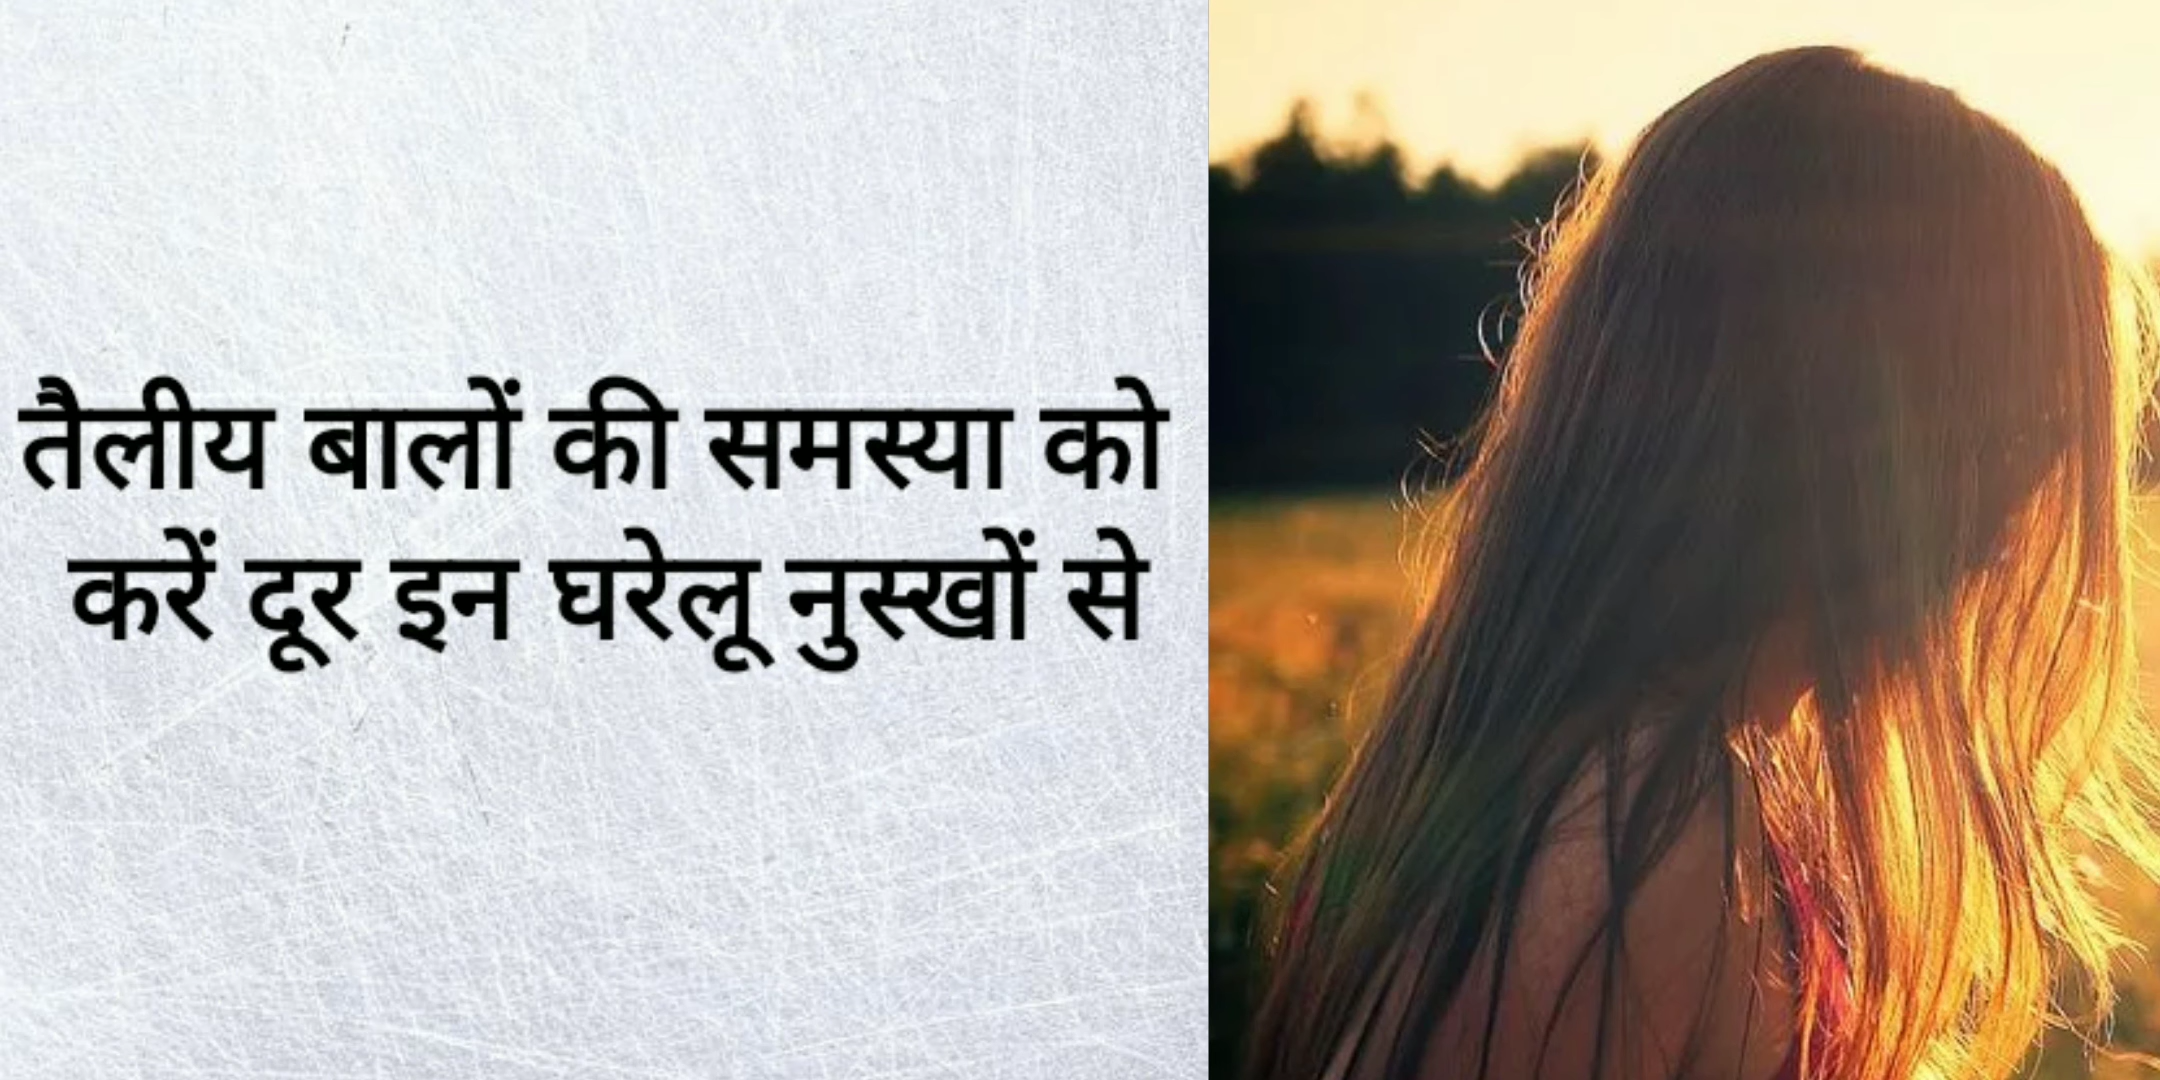 तैलीय बालों की समस्या को
करें दूर इन घरेलू नुस्खों से